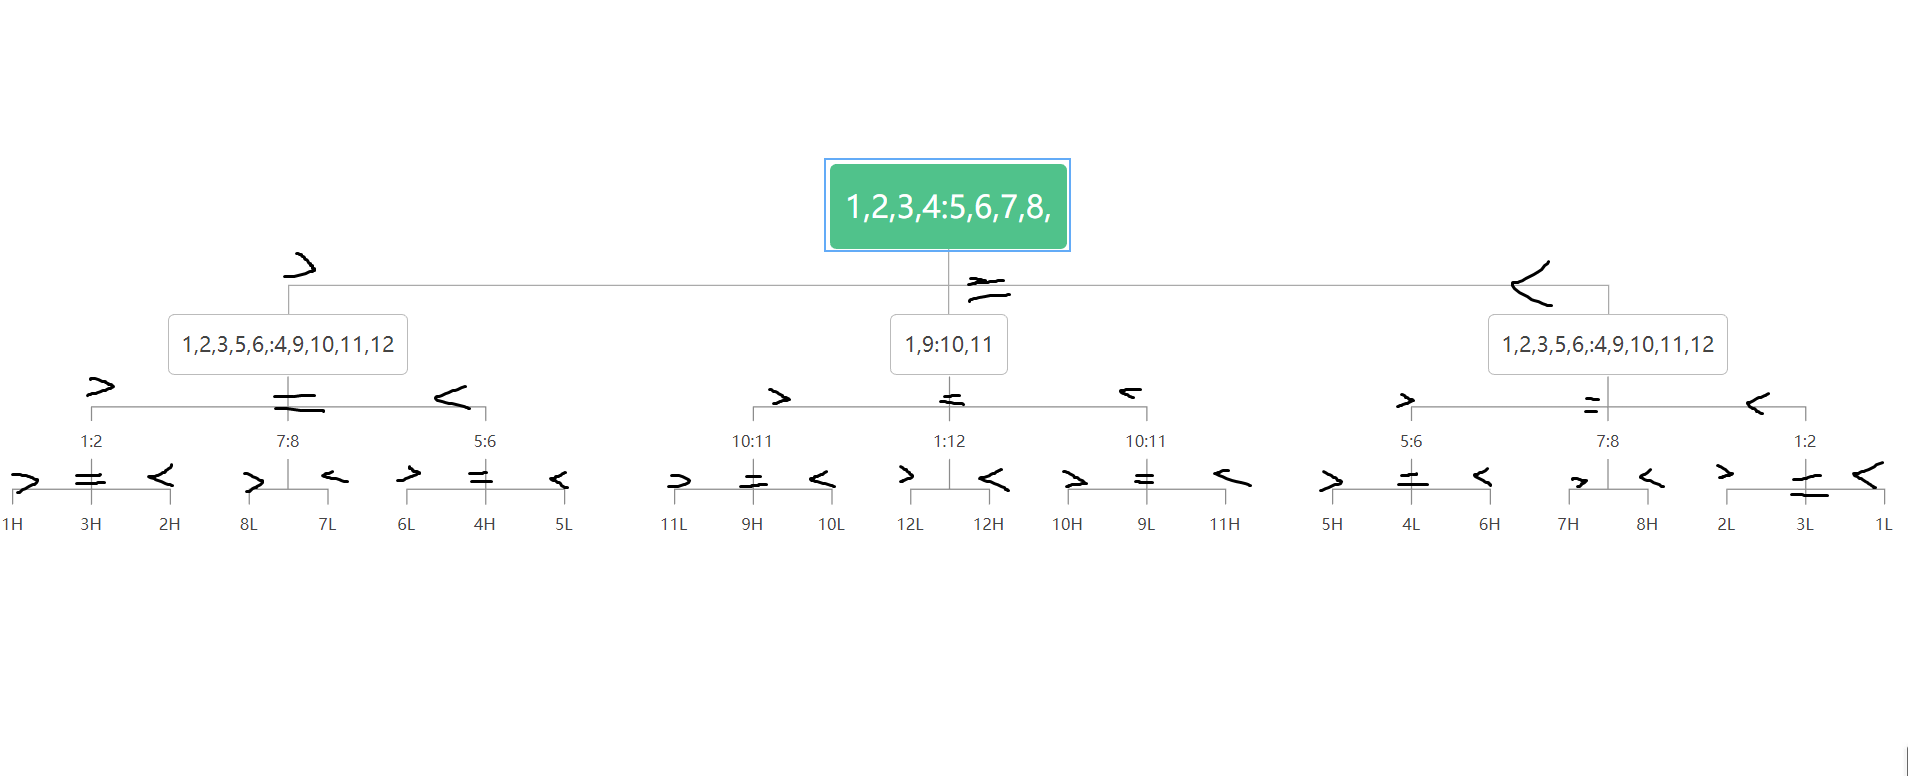 1,2,3,4:5,6,7,8,
> = <
1,2,3,5,6,:4,9,10,11,12 1,9:10,11 1,2,3,5,6,:4,9,10,11,12
> = < > = < > = <
1:2 7:8 5:6 10:11 1:12 10:11 5:6 7:8 1:2
> = < > < > = < > = < > < > = < > = < > < > = <
1H 3H 2H 8L 7L 6L 4H 5L 11L 9H 10L 12L 12H 10H 9L 11H 5H 4L 6H 7H 8H 2L 3L 1L